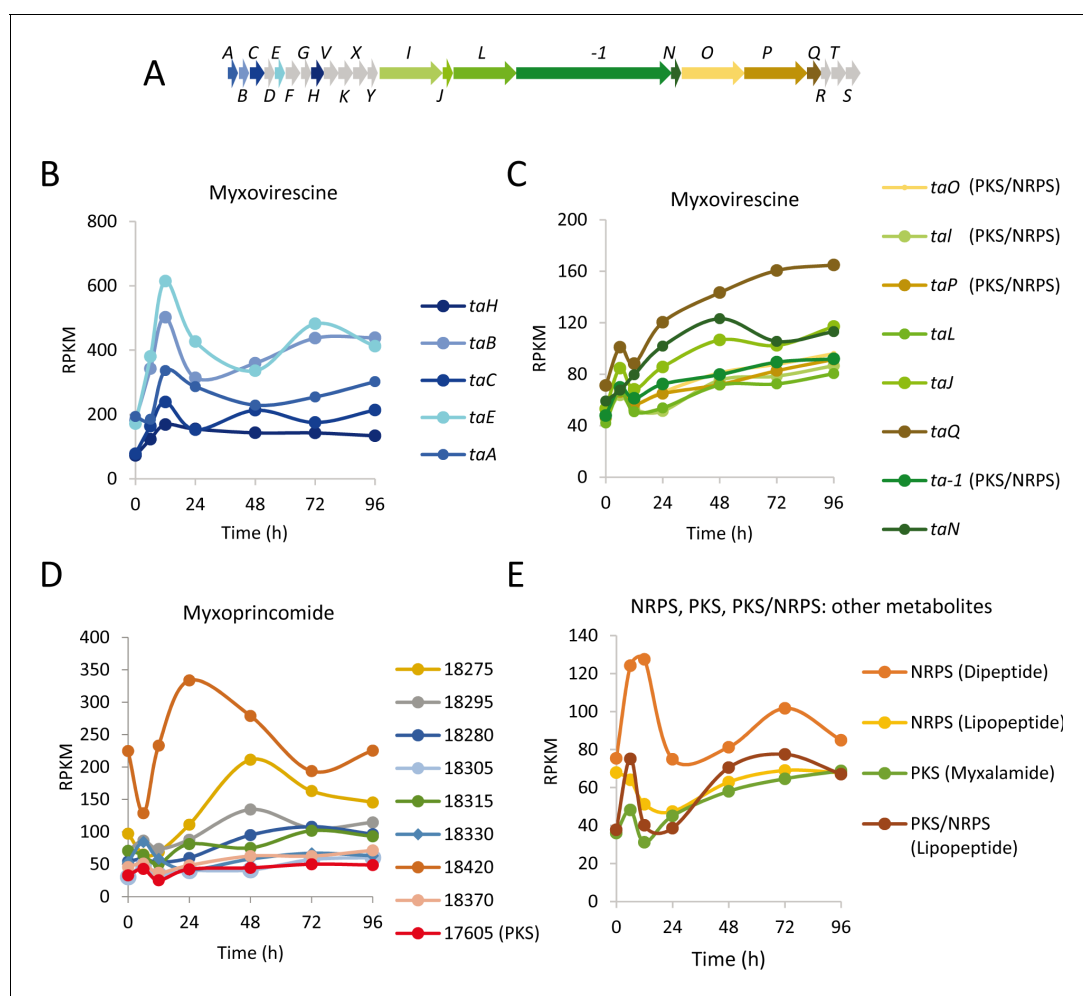 A C E G V X I L -1 N O P Q T
A
B D F H K Y J R S
B
Myxovirescine
RPKM
800
600
400
200
0
0 24 48 72 96
Time (h)
taH
taB
taC
taE
taA
C
Myxovirescine
RPKM
200
160
120
80
40
0
0 24 48 72 96
Time (h)
taO (PKS/NRPS)
taI (PKS/NRPS)
taP (PKS/NRPS)
taL
taJ
taQ
ta-1 (PKS/NRPS)
taN
D
Myxoprincomide
RPKM
400
350
300
250
200
150
100
50
0
0 24 48 72 96
Time (h)
18275
18295
18280
18305
18315
18330
18420
18370
17605 (PKS)
E
NRPS, PKS, PKS/NRPS: other metabolites
RPKM
140
120
100
80
60
40
20
0
0 24 48 72 96
Time (h)
NRPS (Dipeptide)
NRPS (Lipopeptide)
PKS (Myxalamide)
PKS/NRPS
(Lipopeptide)